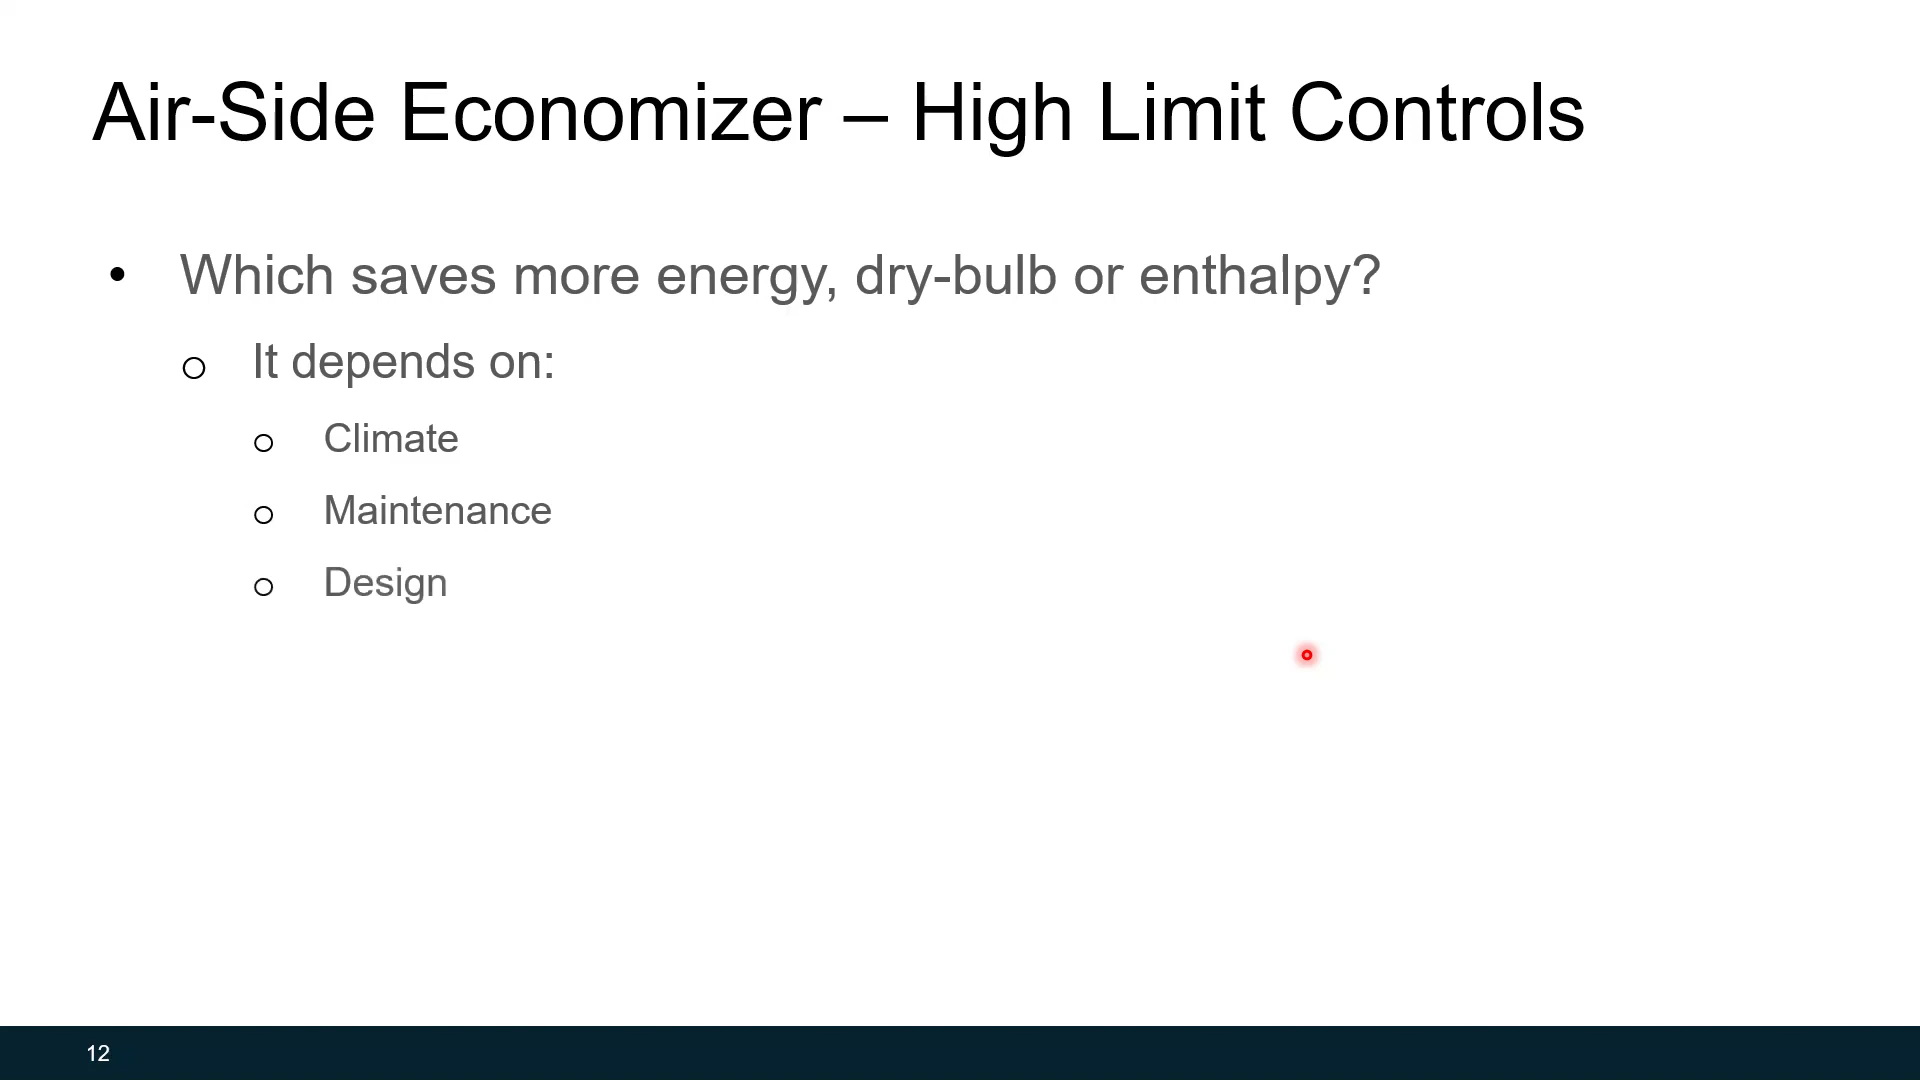 Air-Side Economizer – High Limit Controls
• Which saves more energy, dry-bulb or enthalpy?
o It depends on:
o Climate
o Maintenance
o Design
12